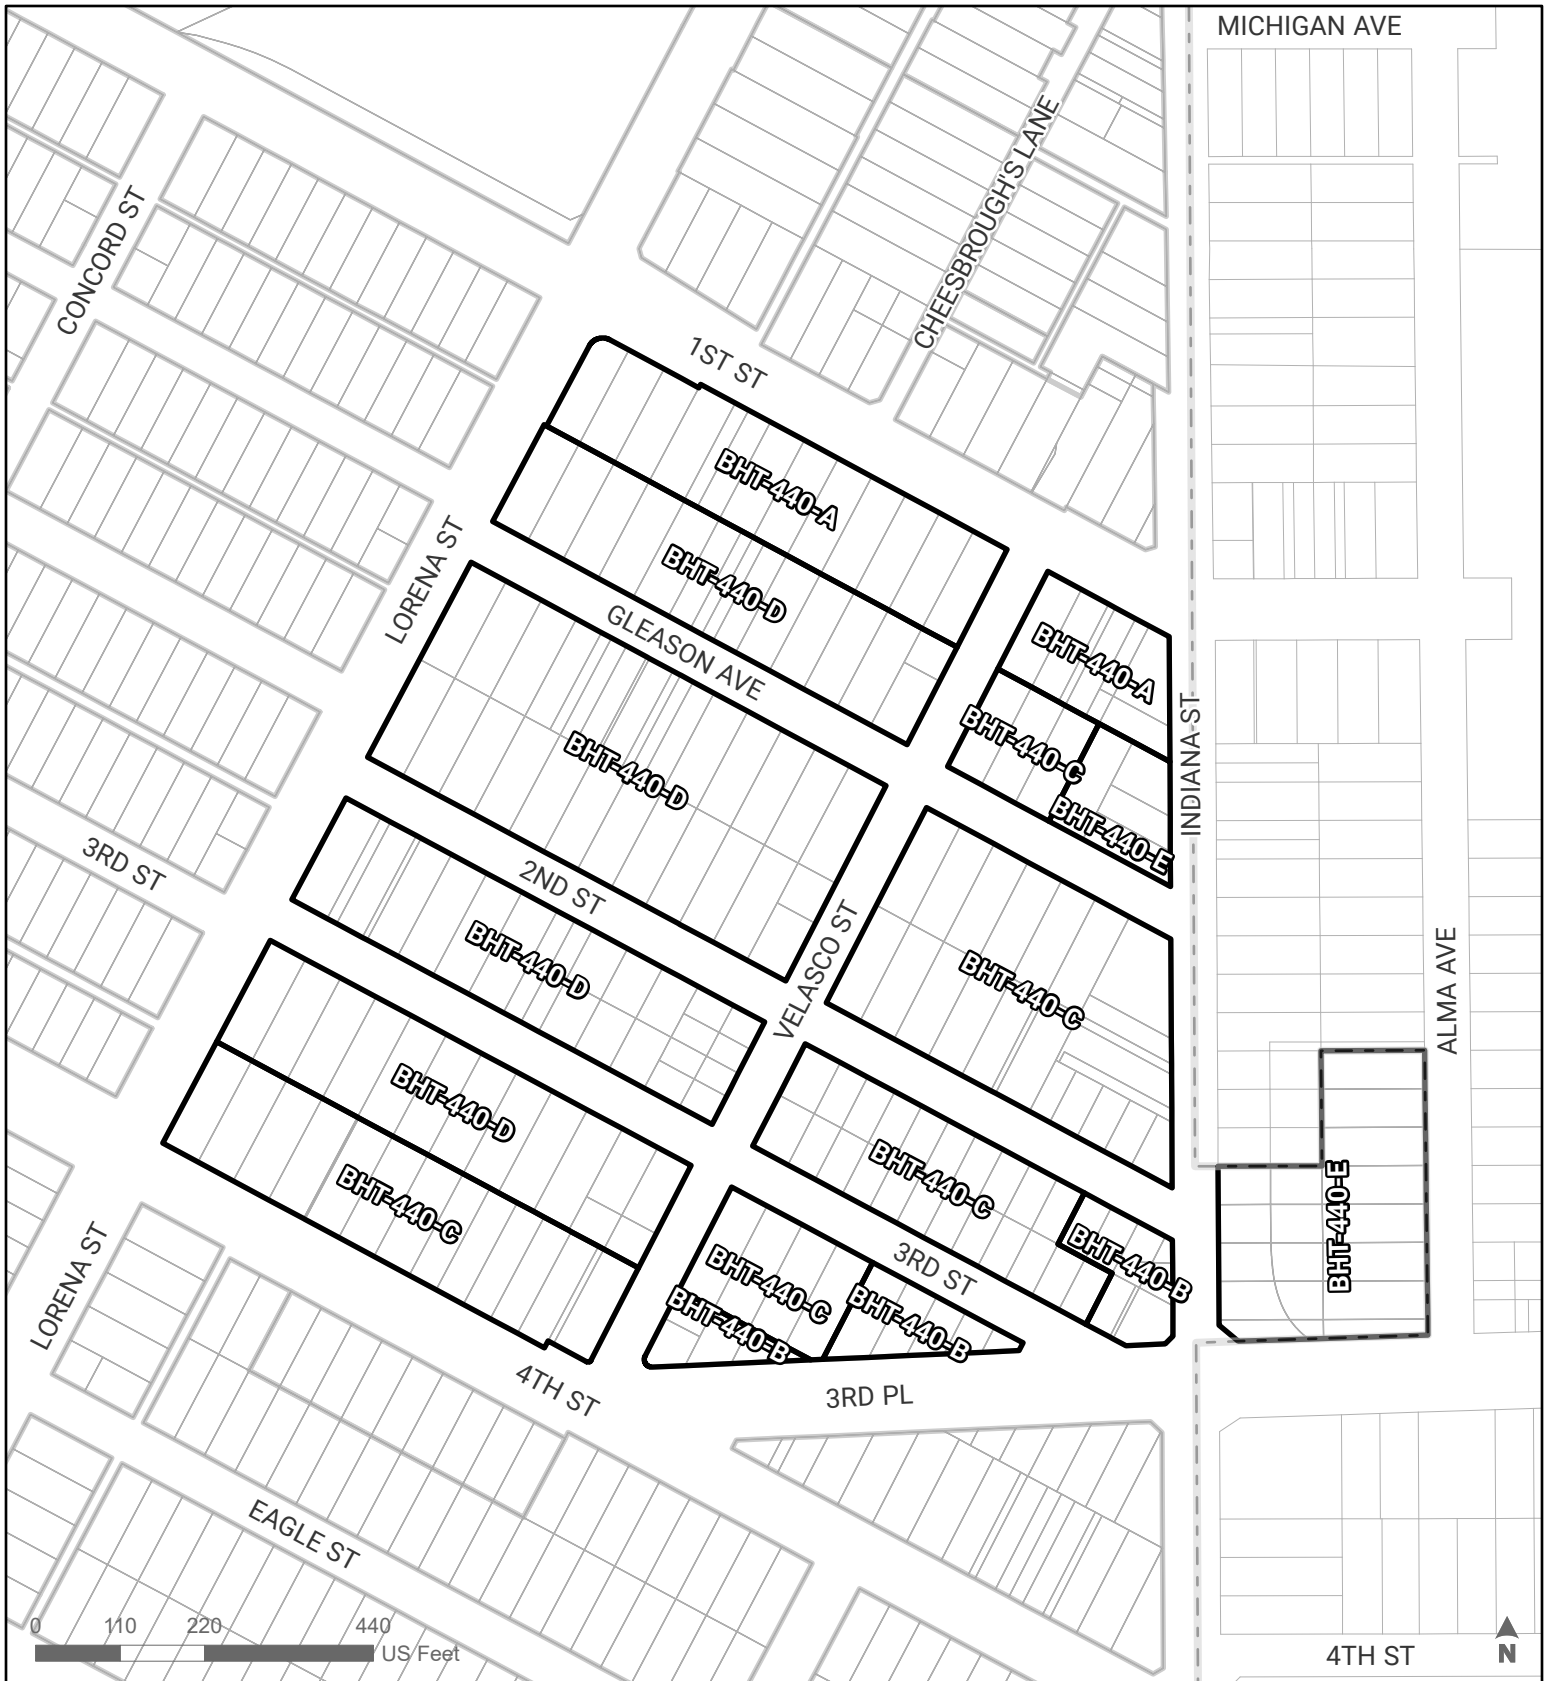 MICHIGAN AVE
CHEESBROUGH'S LANE
CONCORD ST
1ST ST
BHT-440-A
LORENA ST
BHT-440-D
GLEASON AVE
BHT-440-A
BHT-440-C
INDIANA ST
BHT-440-D
BHT-440-E
3RD ST
2ND ST
VELASCO ST
BHT-440-D
BHT-440-C
ALMA AVE
BHT-440-D
BHT-440-C
BHT-440-C
BHT-440-E
BHT-440-B
LORENA ST
3RD ST
BHT-440-C
BHT-440-B
BHT-440-B
4TH ST
3RD PL
EAGLE ST
0 110 220 440
US Feet
4TH ST
N